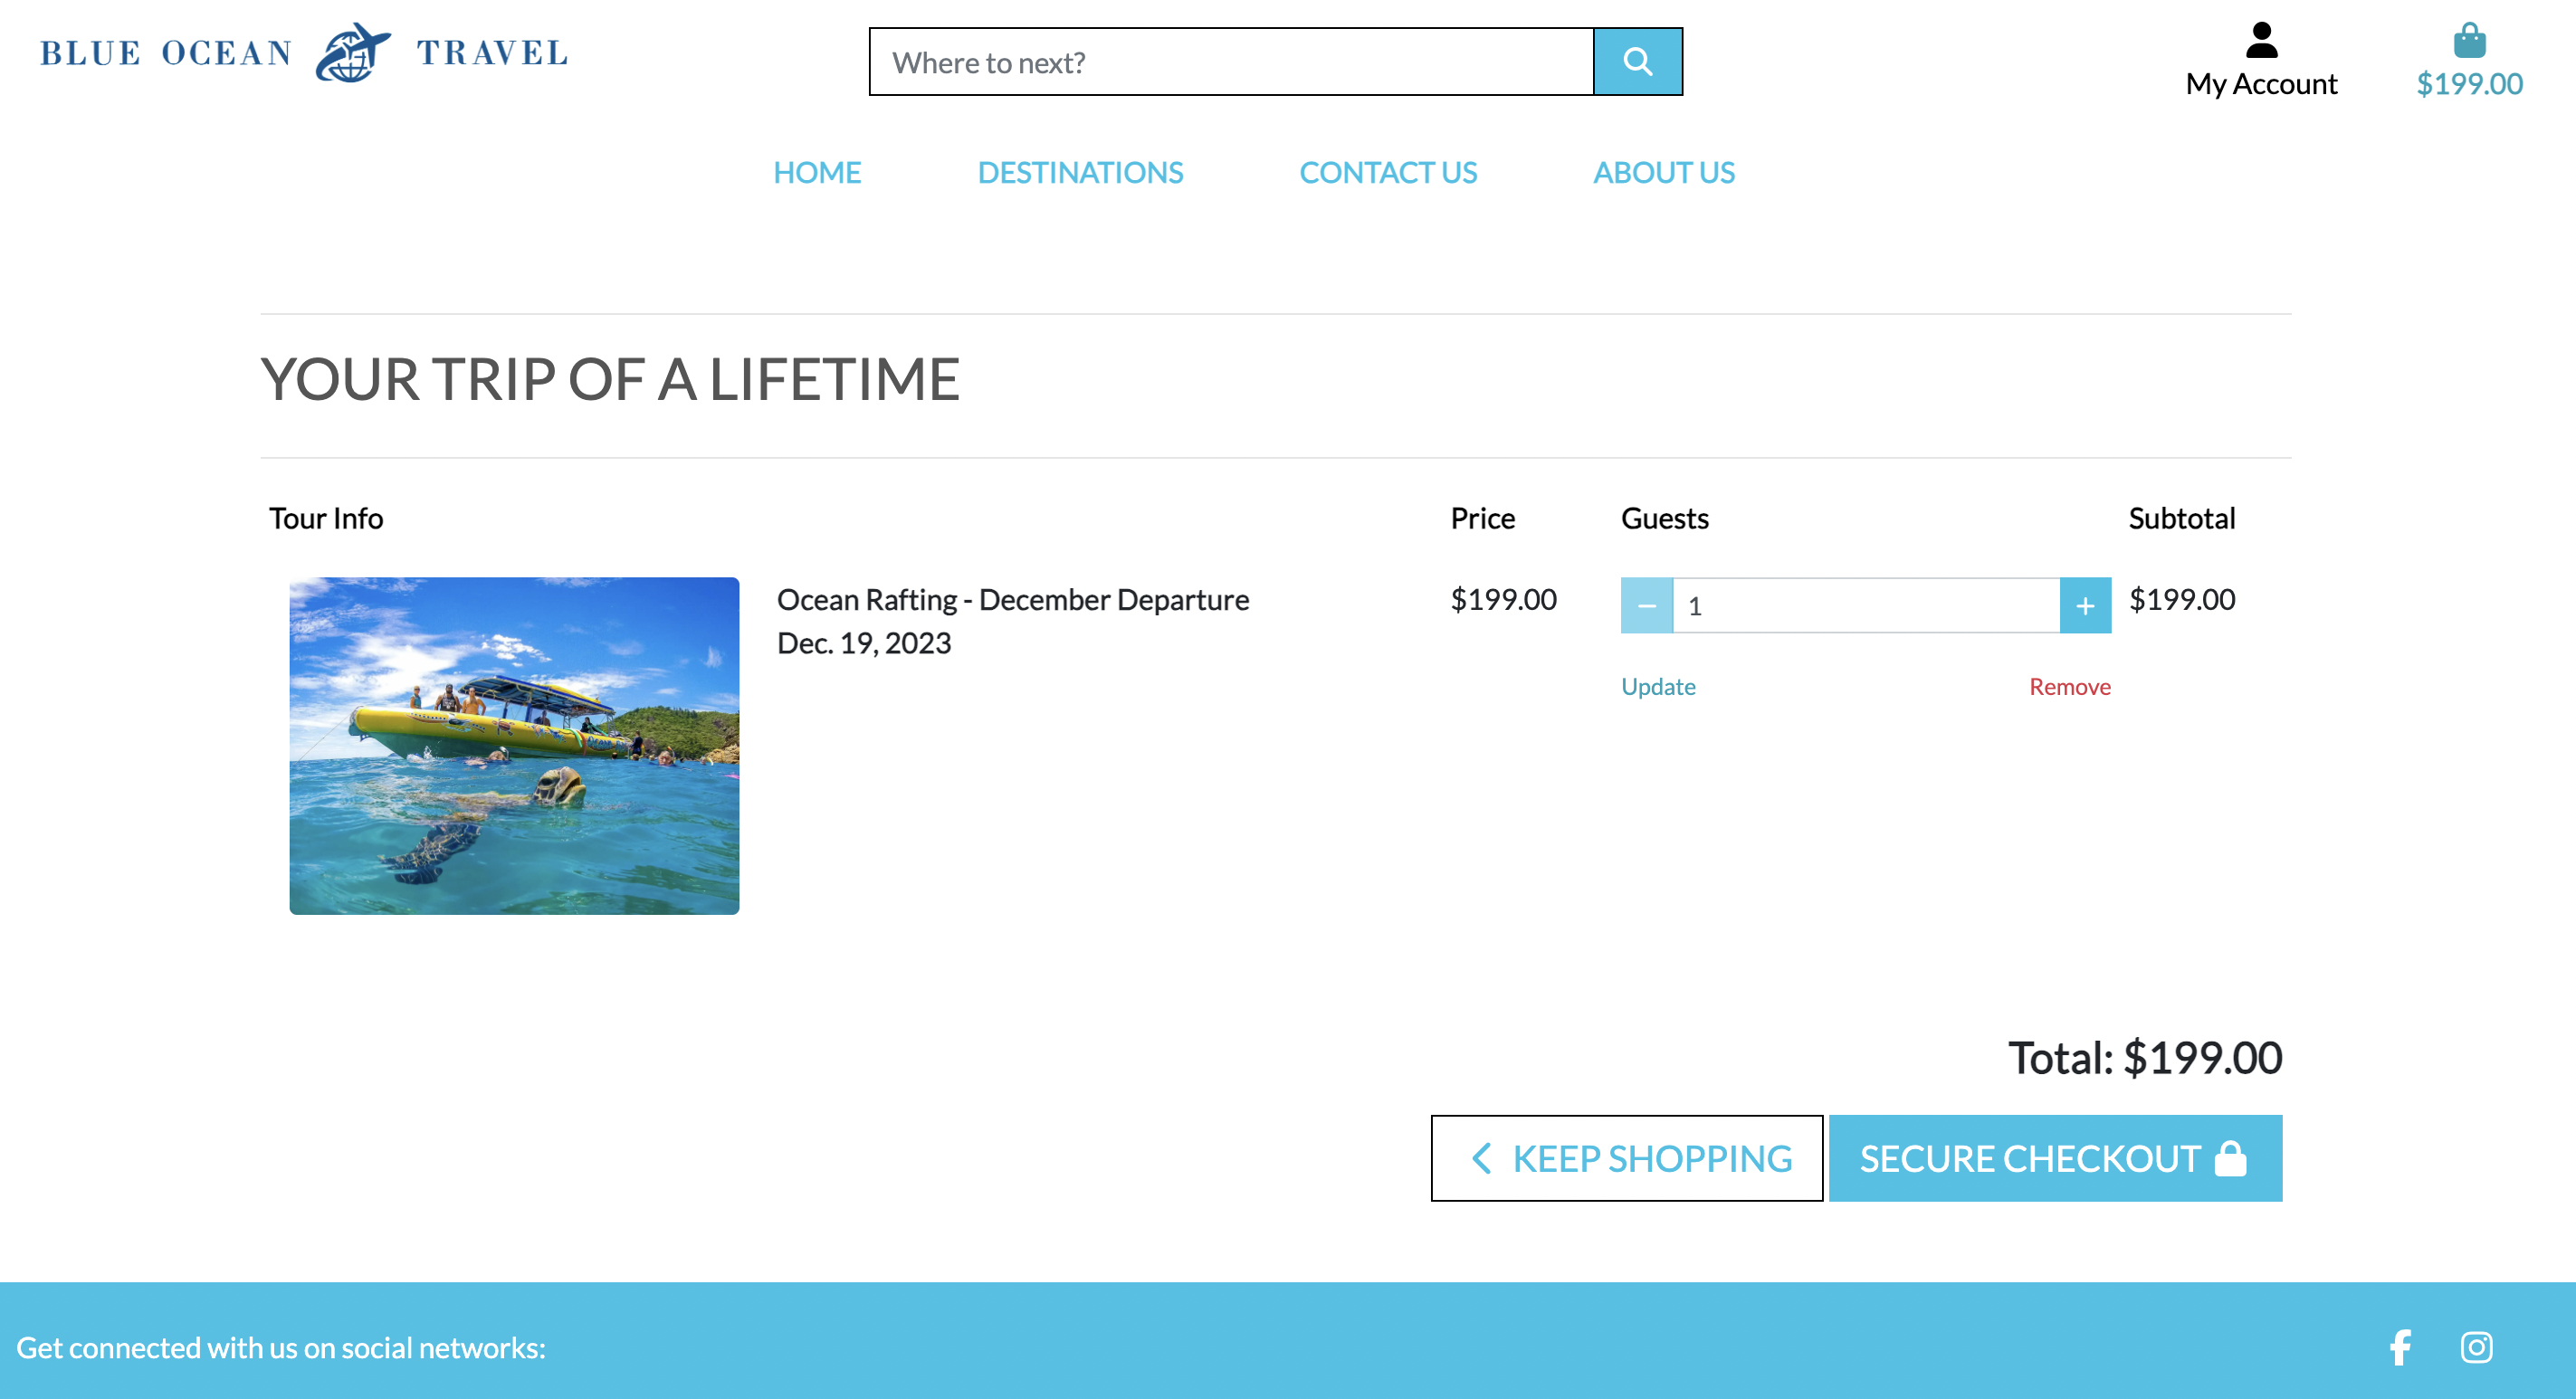 BLUE OCEAN TRAVEL
Where to next?
My Account
$199.00
HOME
DESTINATIONS
CONTACT US
ABOUT US
YOUR TRIP OF A LIFETIME
Tour Info
Price
Guests
Subtotal
Ocean Rafting - December Departure
Dec. 19, 2023
$199.00
1
$199.00
Update
Remove
Total: $199.00
KEEP SHOPPING
SECURE CHECKOUT
Get connected with us on social networks: